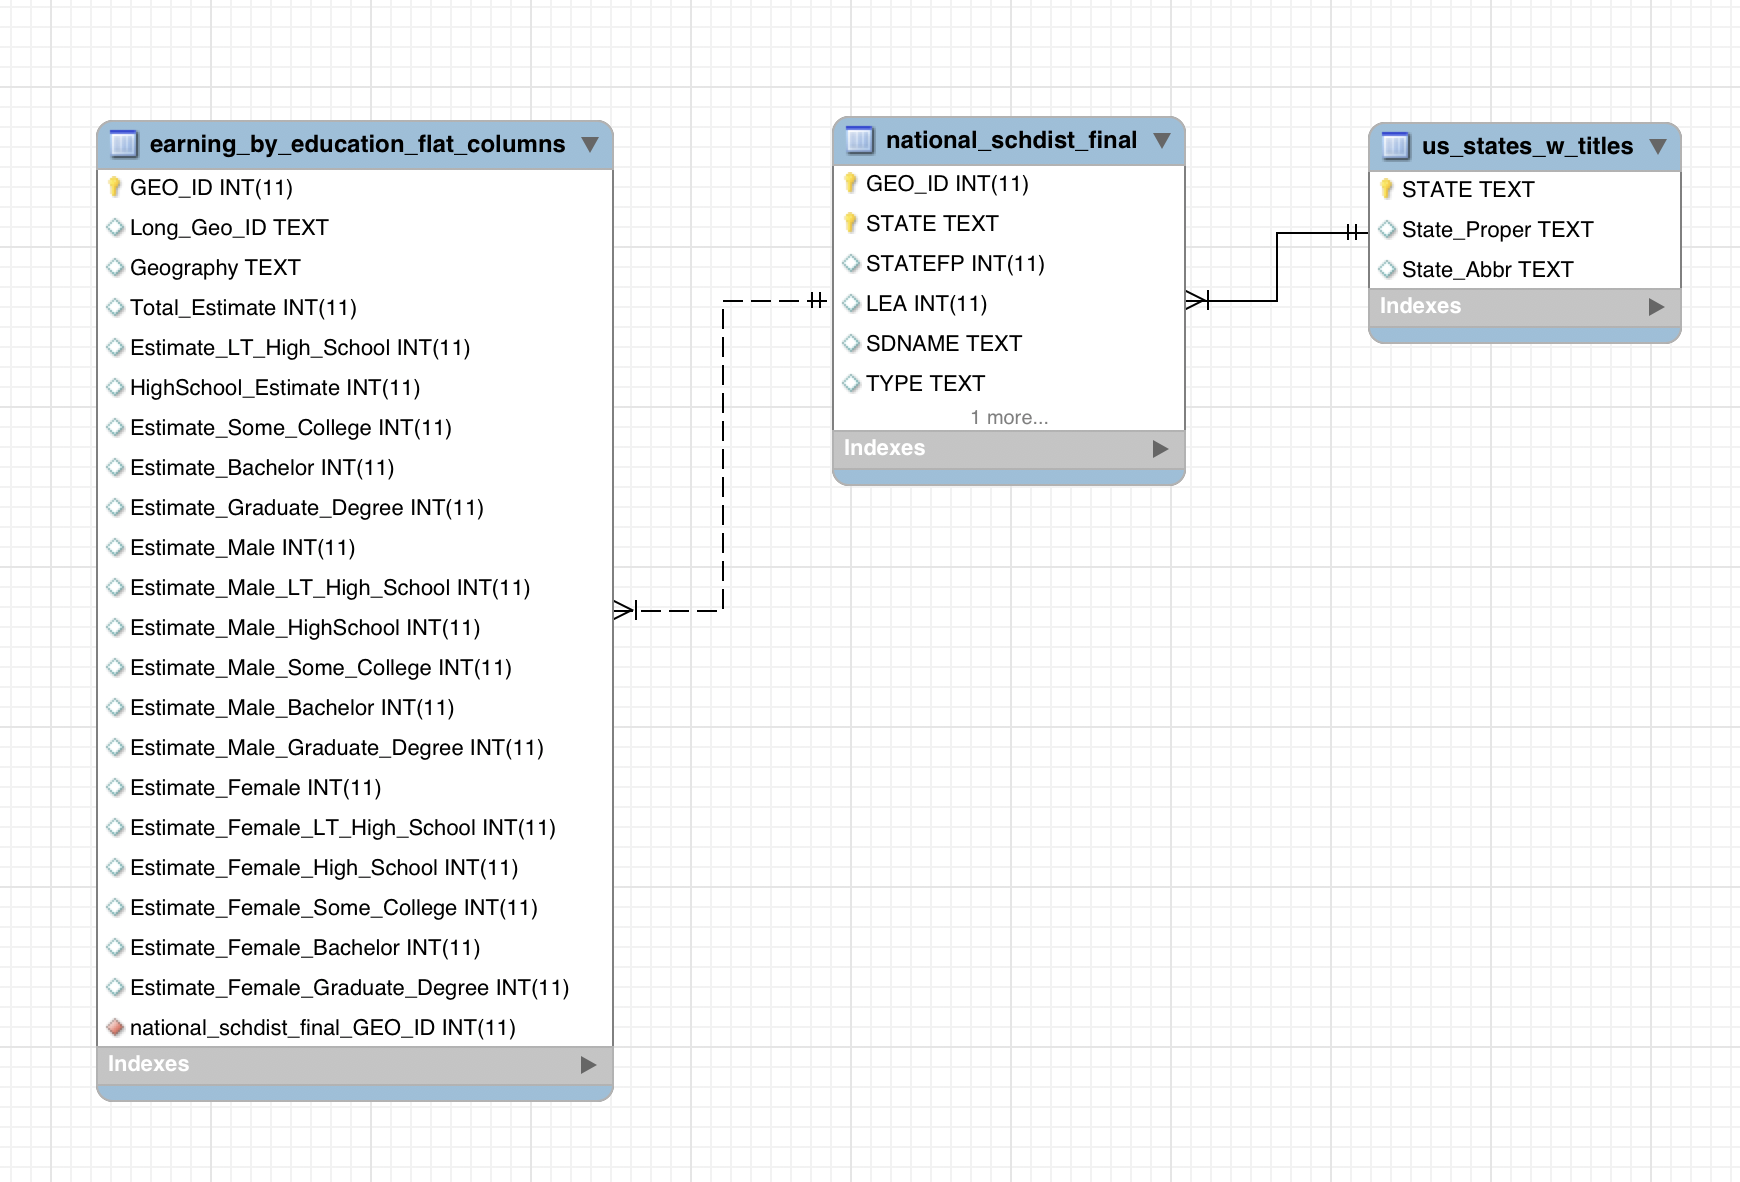 earning_by_education_flat_columns
GEO_ID INT(11)
Long_Geo_ID TEXT
Geography TEXT
Total_Estimate INT(11)
Estimate_LT_High_School INT(11)
HighSchool_Estimate INT(11)
Estimate_Some_College INT(11)
Estimate_Bachelor INT(11)
Estimate_Graduate_Degree INT(11)
Estimate_Male INT(11)
Estimate_Male_LT_High_School INT(11)
Estimate_Male_HighSchool INT(11)
Estimate_Male_Some_College INT(11)
Estimate_Male_Bachelor INT(11)
Estimate_Male_Graduate_Degree INT(11)
Estimate_Female INT(11)
Estimate_Female_LT_High_School INT(11)
Estimate_Female_High_School INT(11)
Estimate_Female_Some_College INT(11)
Estimate_Female_Bachelor INT(11)
Estimate_Female_Graduate_Degree INT(11)
national_schdist_final_GEO_ID INT(11)
Indexes
national_schdist_final
GEO_ID INT(11)
STATE TEXT
STATEFP INT(11)
LEA INT(11)
SDNAME TEXT
TYPE TEXT
1 more...
Indexes
us_states_w_titles
STATE TEXT
State_Proper TEXT
State_Abbr TEXT
Indexes